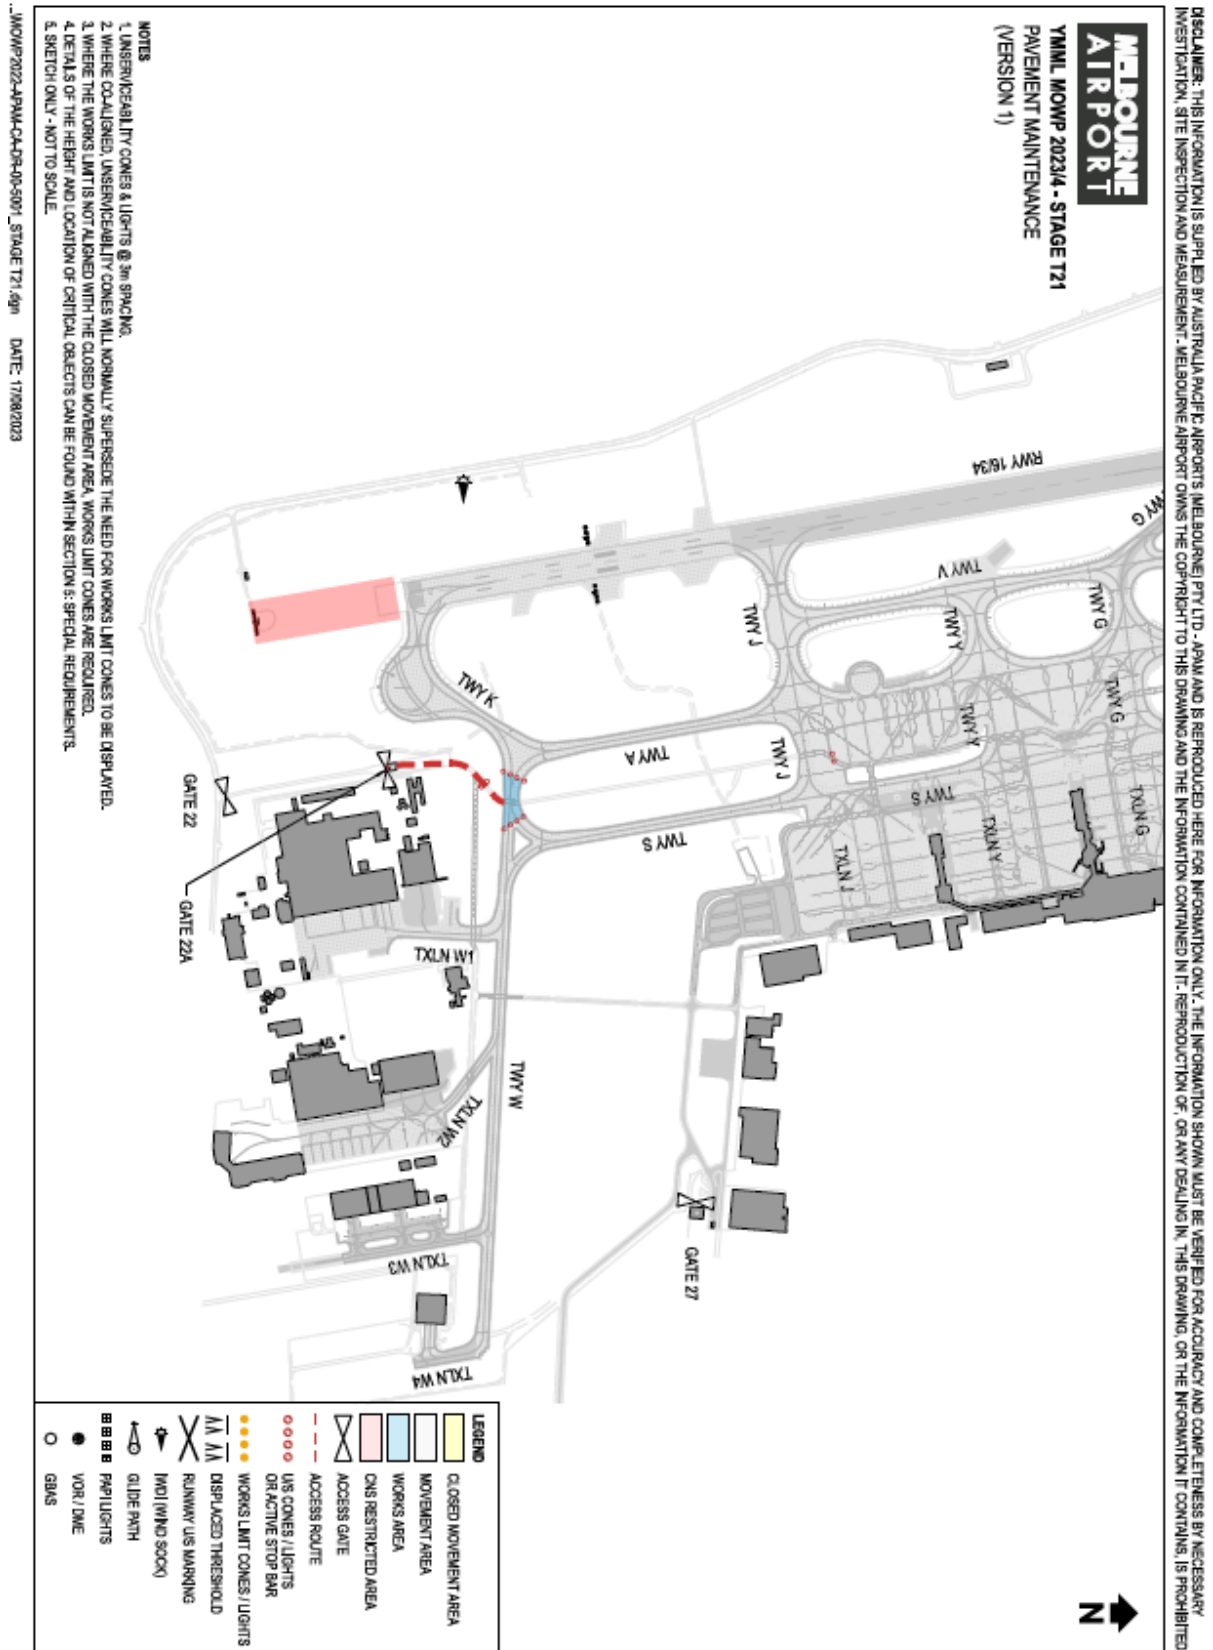 DISCLAIMER: THIS INFORMATION IS SUPPLIED BY AUSTRALIA PACIFIC AIRPORTS (MELBOURNE) PTY LTD - APAM AND IS REPRODUCED HERE FOR INFORMATION ONLY. THE INFORMATION SHOWN MUST BE VERIFIED FOR ACCURACY AND COMPLETENESS BY NECESSARY
INVESTIGATION, SITE INSPECTION AND MEASUREMENT. MELBOURNE AIRPORT OWNS THE COPYRIGHT TO THIS DRAWING AND THE INFORMATION CONTAINED IN IT. REPRODUCTION OF, OR ANY DEALING IN, THIS DRAWING, OR THE INFORMATION IT CONTAINS, IS PROHIBITED
MELBOURNE
AIRPORT
YMML MOWP 2023/4 - STAGE T21
PAVEMENT MAINTENANCE
(VERSION 1)
N
RWY 16/34
TWY G
TWY V
TWY G
TWY Y
TWY J
TWY G
TWY Y
TWY K
TWY A
TWY J
TWY S
TXLN G
TXLN Y
TWY S
TXLN J
GATE 22
GATE 22A
TXLN W1
TWY W
TXLN W2
GATE 27
TXLN W3
TXLN W4
LEGEND
CLOSED MOVEMENT AREA
MOVEMENT AREA
WORKS AREA
CNS RESTRICTED AREA
ACCESS GATE
ACCESS ROUTE
U/S CONES / LIGHTS
OR ACTIVE STOP BAR
WORKS LIMIT CONES / LIGHTS
DISPLACED THRESHOLD
RUNWAY U/S MARKING
IWDI (WIND SOCK)
GLIDE PATH
PAPI LIGHTS
VOR / DME
GBAS
NOTES
1. UNSERVICEABILITY CONES & LIGHTS @ 3m SPACING.
2. WHERE CO-ALIGNED, UNSERVICEABILITY CONES WILL NORMALLY SUPERSEDE THE NEED FOR WORKS LIMIT CONES TO BE DISPLAYED.
3. WHERE THE WORKS LIMIT IS NOT ALIGNED WITH THE CLOSED MOVEMENT AREA, WORKS LIMIT CONES ARE REQUIRED.
4. DETAILS OF THE HEIGHT AND LOCATION OF CRITICAL OBJECTS CAN BE FOUND WITHIN SECTION 5: SPECIAL REQUIREMENTS.
5. SKETCH ONLY - NOT TO SCALE.
...\MOWP2022-APAM-CA-DR-00-5001_STAGE T21.dgn DATE: 17/08/2023